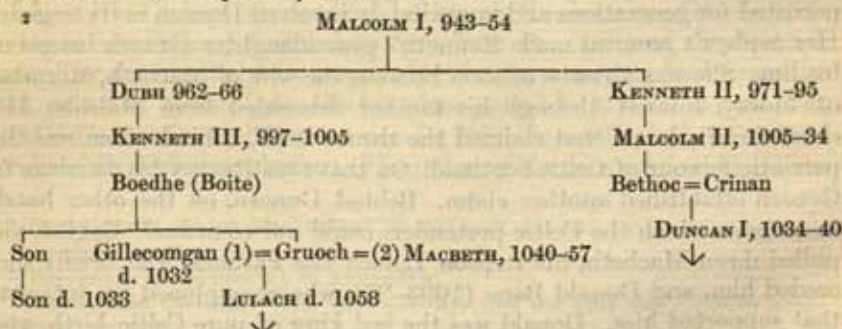 2
MALCOLM I, 943–54
DUBH 962–66 KENNETH II, 971–95
KENNETH III, 997–1005 MALCOLM II, 1005–34
Boedhe (Boite) Bethoc=Crinan
DUNCAN I, 1034–40
Son Gillecomgan (1)=Gruoch=(2) MACBETH, 1040–57
d. 1032
Son d. 1033 LULACH d. 1058